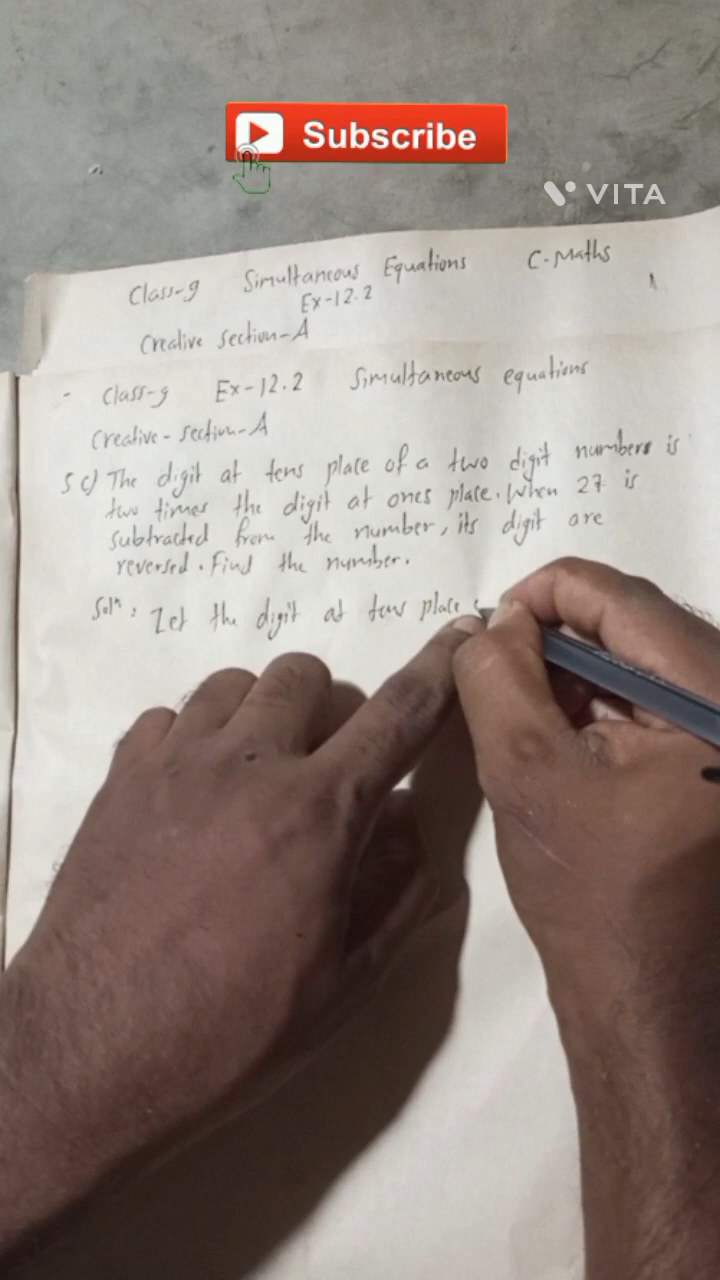 Subscribe
VITA
Class-9 Simultaneous Equations C-Maths
Ex-12.2
Creative section-A
Class-9 Ex-12.2 Simultaneous equations
Creative-section-A
5 c) The digit at tens place of a two digit numbers is
two times the digit at ones place. When 27 is
subtracted from the number, its digit are
reversed. Find the number.
Solⁿ: Let the digit at tens place